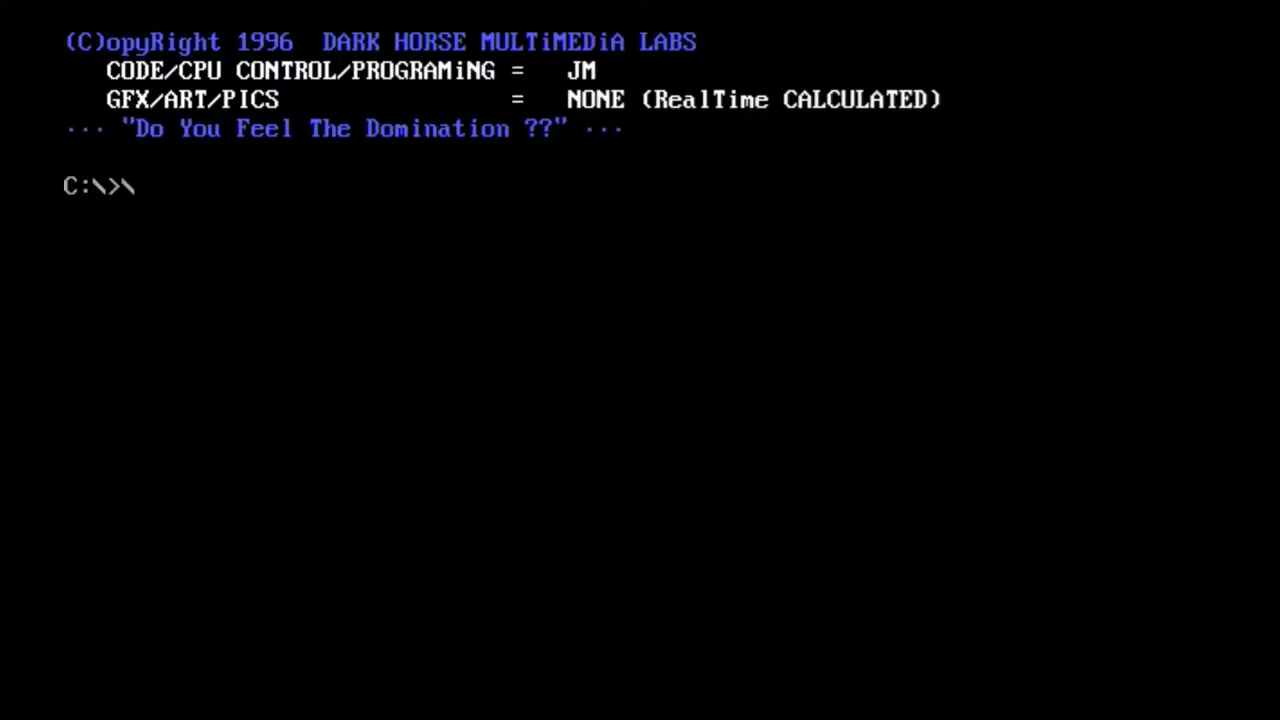 (C)opyRight 1996  DARK HORSE MULTiMEDiA LABS
CODE/CPU CONTROL/PROGRAMiNG =   JM
GFX/ART/PICS                =   NONE (RealTime CALCULATED)
··· "Do You Feel The Domination ??" ···
C:\>\